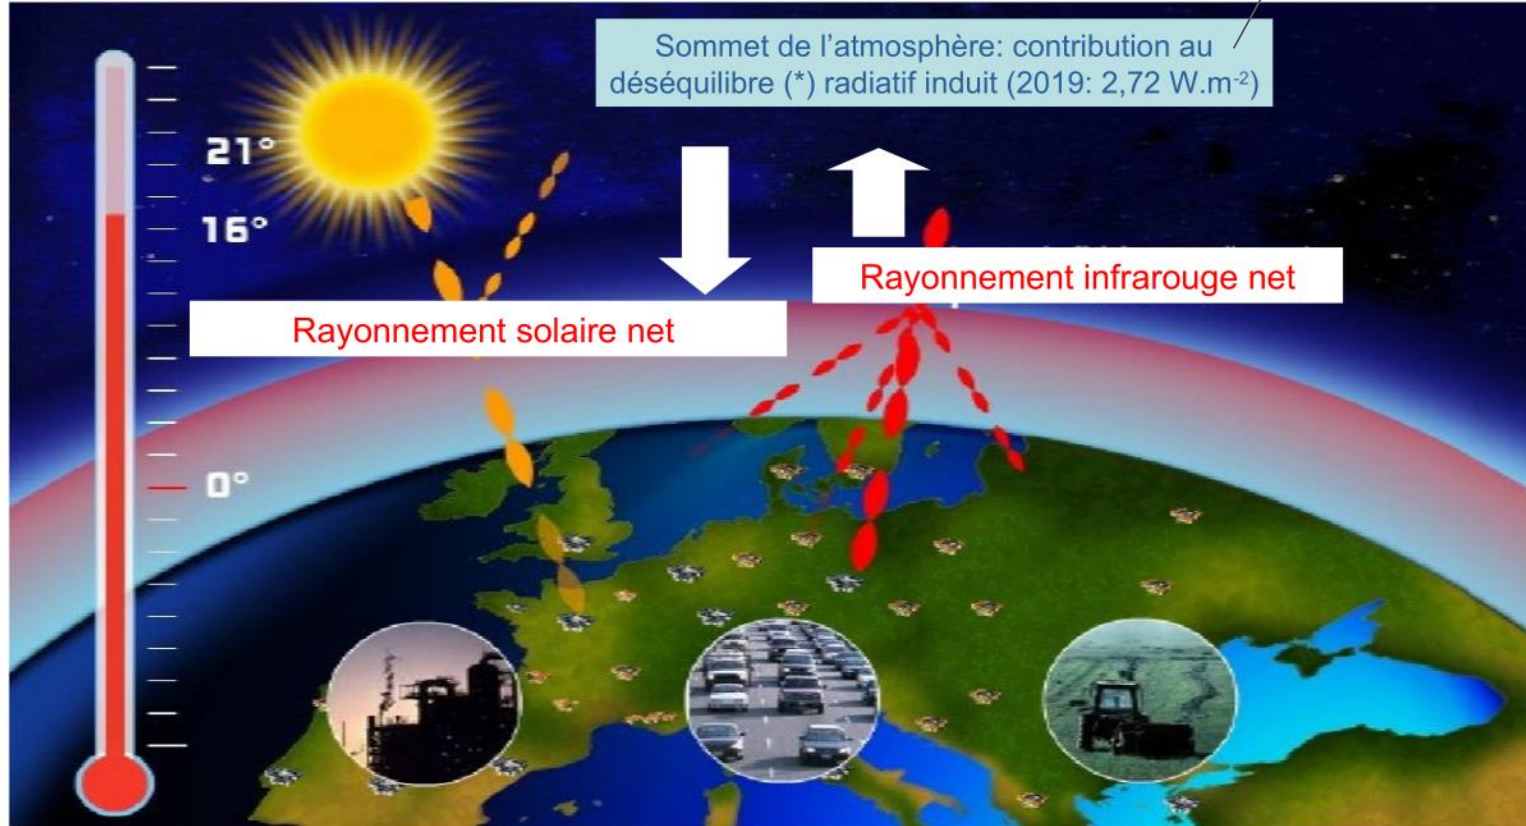 Sommet de l’atmosphère: contribution au
déséquilibre (*) radiatif induit (2019: 2,72 W.m-2)
21°
16°
Rayonnement infrarouge net
Rayonnement solaire net
0°